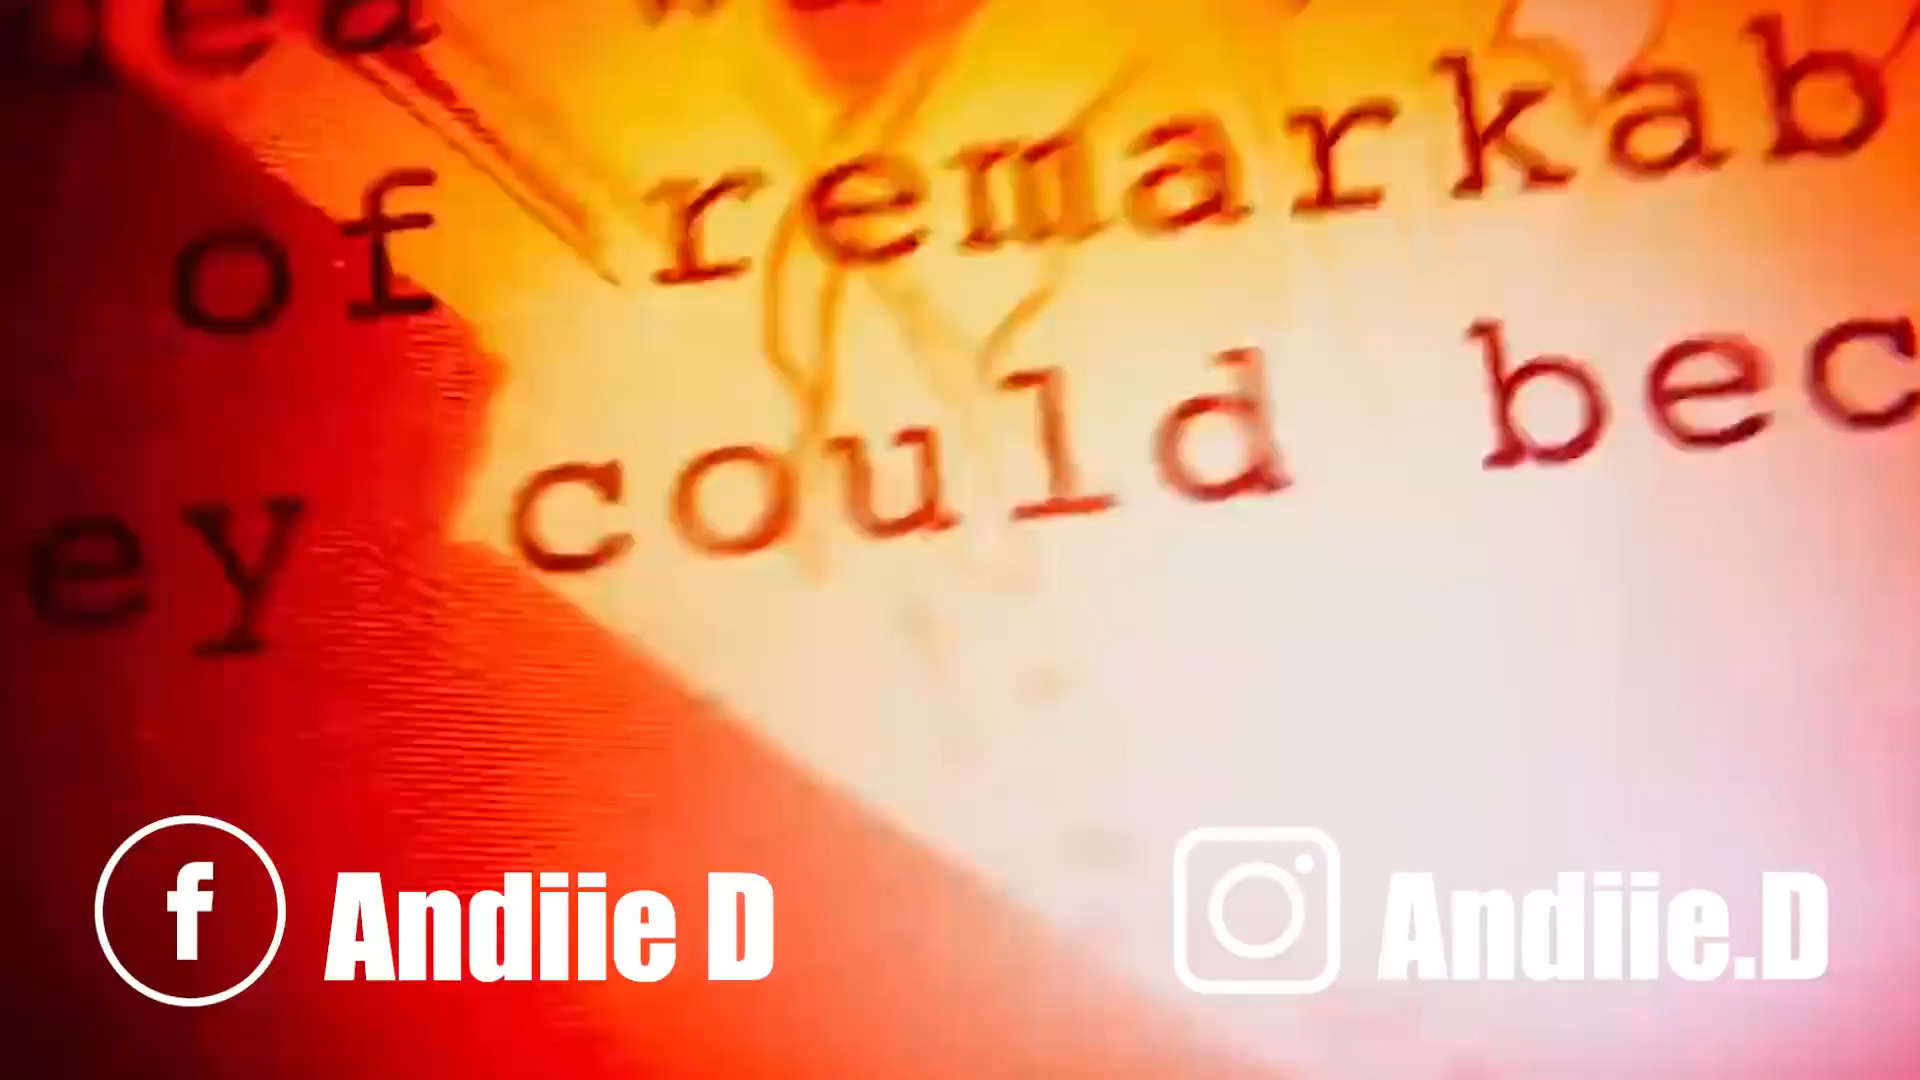 of remarkab
ey could bec
f Andiie D
Andiie.D